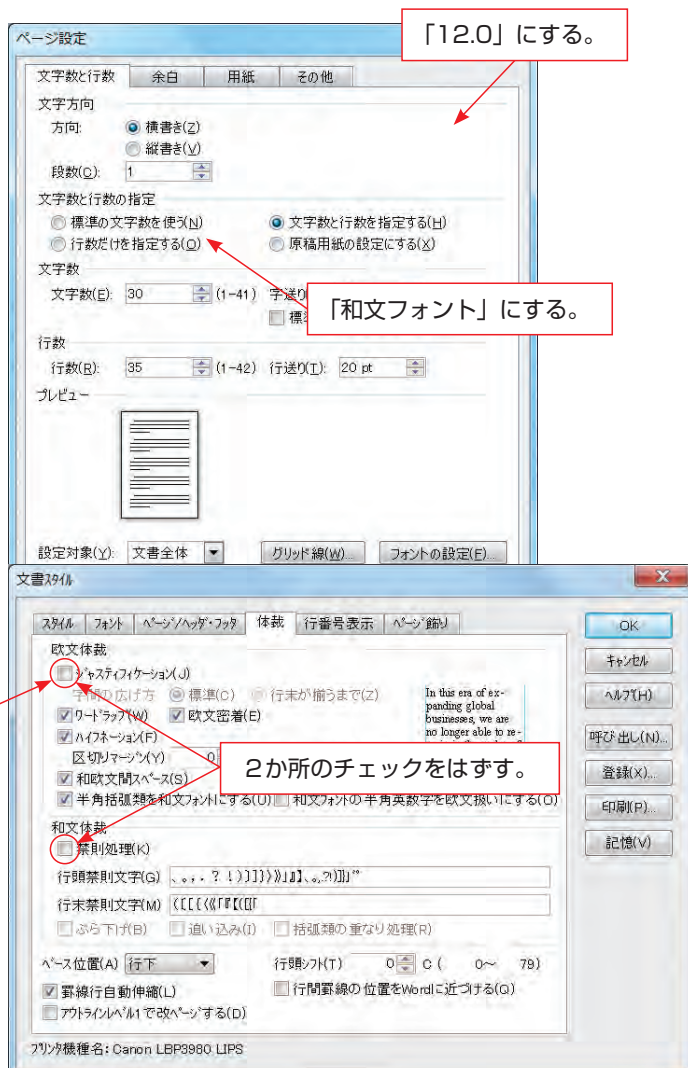 ページ設定
「12.0」にする。
文字数と行数 余白 用紙 その他
文字方向
方向: 横書き(Z)
縦書き(V)
段数(C): 1
文字数と行数の指定
標準の文字数を使う(N) 文字数と行数を指定する(H)
行数だけを指定する(O) 原稿用紙の設定にする(X)
文字数
文字数(E): 30 (1-41) 字送り
標
「和文フォント」にする。
行数
行数(R): 35 (1-42) 行送り(T): 20 pt
プレビュー
設定対象(Y): 文書全体 グリッド線(W)... フォントの設定(F)...
文書スタイル
スタイル フォント ページ/ヘッダ・フッタ 体裁 行番号表示 ページ飾り
OK
キャンセル
ヘルプ(H)
呼び出し(N)...
登録(X)...
印刷(P)...
記憶(V)
欧文体裁
ジャスティフィケーション(J)
字間の広げ方 標準(C) 行末が揃うまで(Z)
ワードラップ(W) 欧文密着(E)
ハイフネーション(F)
区切りマージン(Y) 0
In this era of ex-
panding global
businesses, we are
no longer able to re-
2か所のチェックをはずす。
和欧文間スペース(S)
半角括弧類を和文フォントにする(U) 和文フォントの半角英数字を欧文扱いにする(O)
和文体裁
禁則処理(K)
行頭禁則文字(G)
行末禁則文字(M)
ぶら下げ(B) 追い込み(I) 括弧類の重なり処理(R)
ベース位置(A) 行下 行頭シフト(T) 0 C ( 0～ 79)
罫線行自動伸縮(L) 行間罫線の位置をWordに近づける(Q)
アウトラインレベル1で改ページする(D)
プリンタ機種名: Canon LBP3980 LIPS